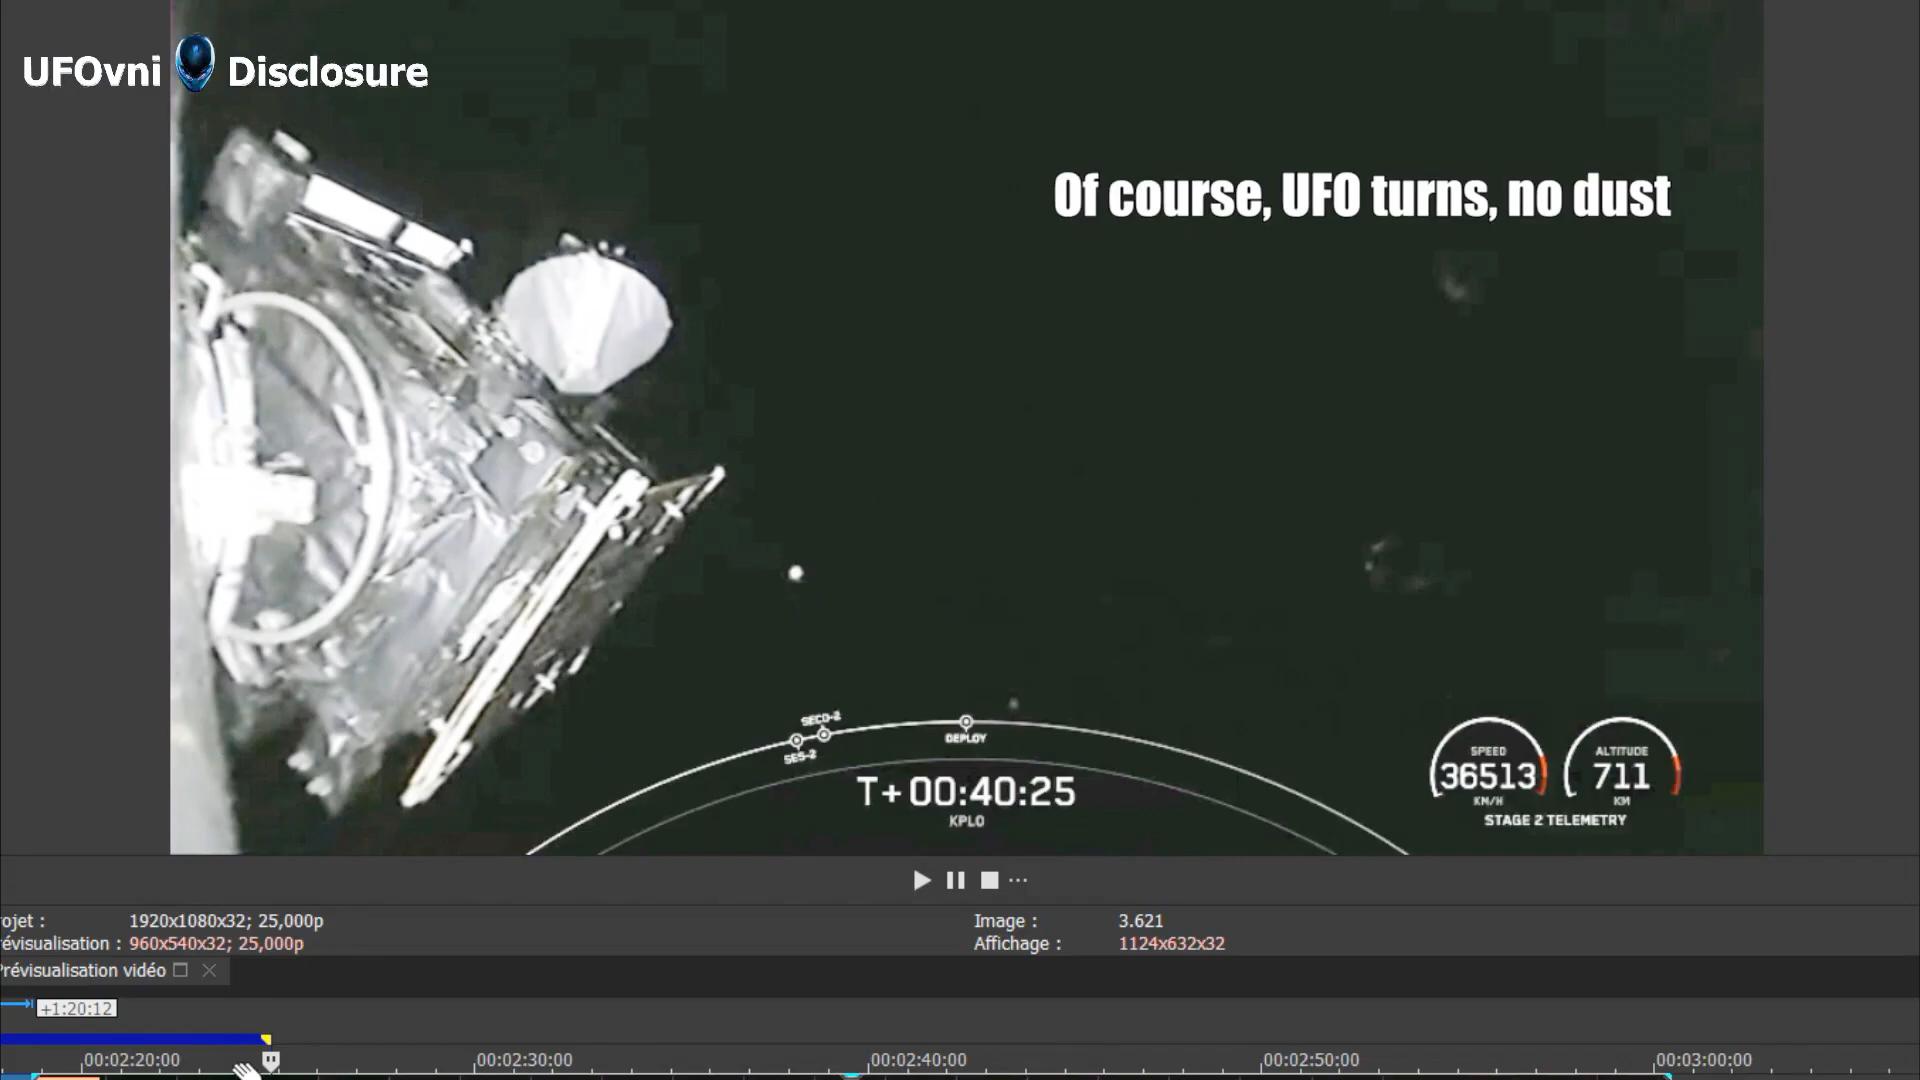 UFOvni Disclosure
Of course, UFO turns, no dust
SECO-2
SES-2
DEPLOY
T+ 00:40:25
KPLO
SPEED
36513
KM/H
ALTITUDE
711
KM
STAGE 2 TELEMETRY
ojet : 1920x1080x32; 25,000p
Image : 3.621
évisualisation : 960x540x32; 25,000p
Affichage : 1124x632x32
Prévisualisation vidéo
+1:20:12
00:02:20:00 00:02:30:00 00:02:40:00 00:02:50:00 00:03:00:00